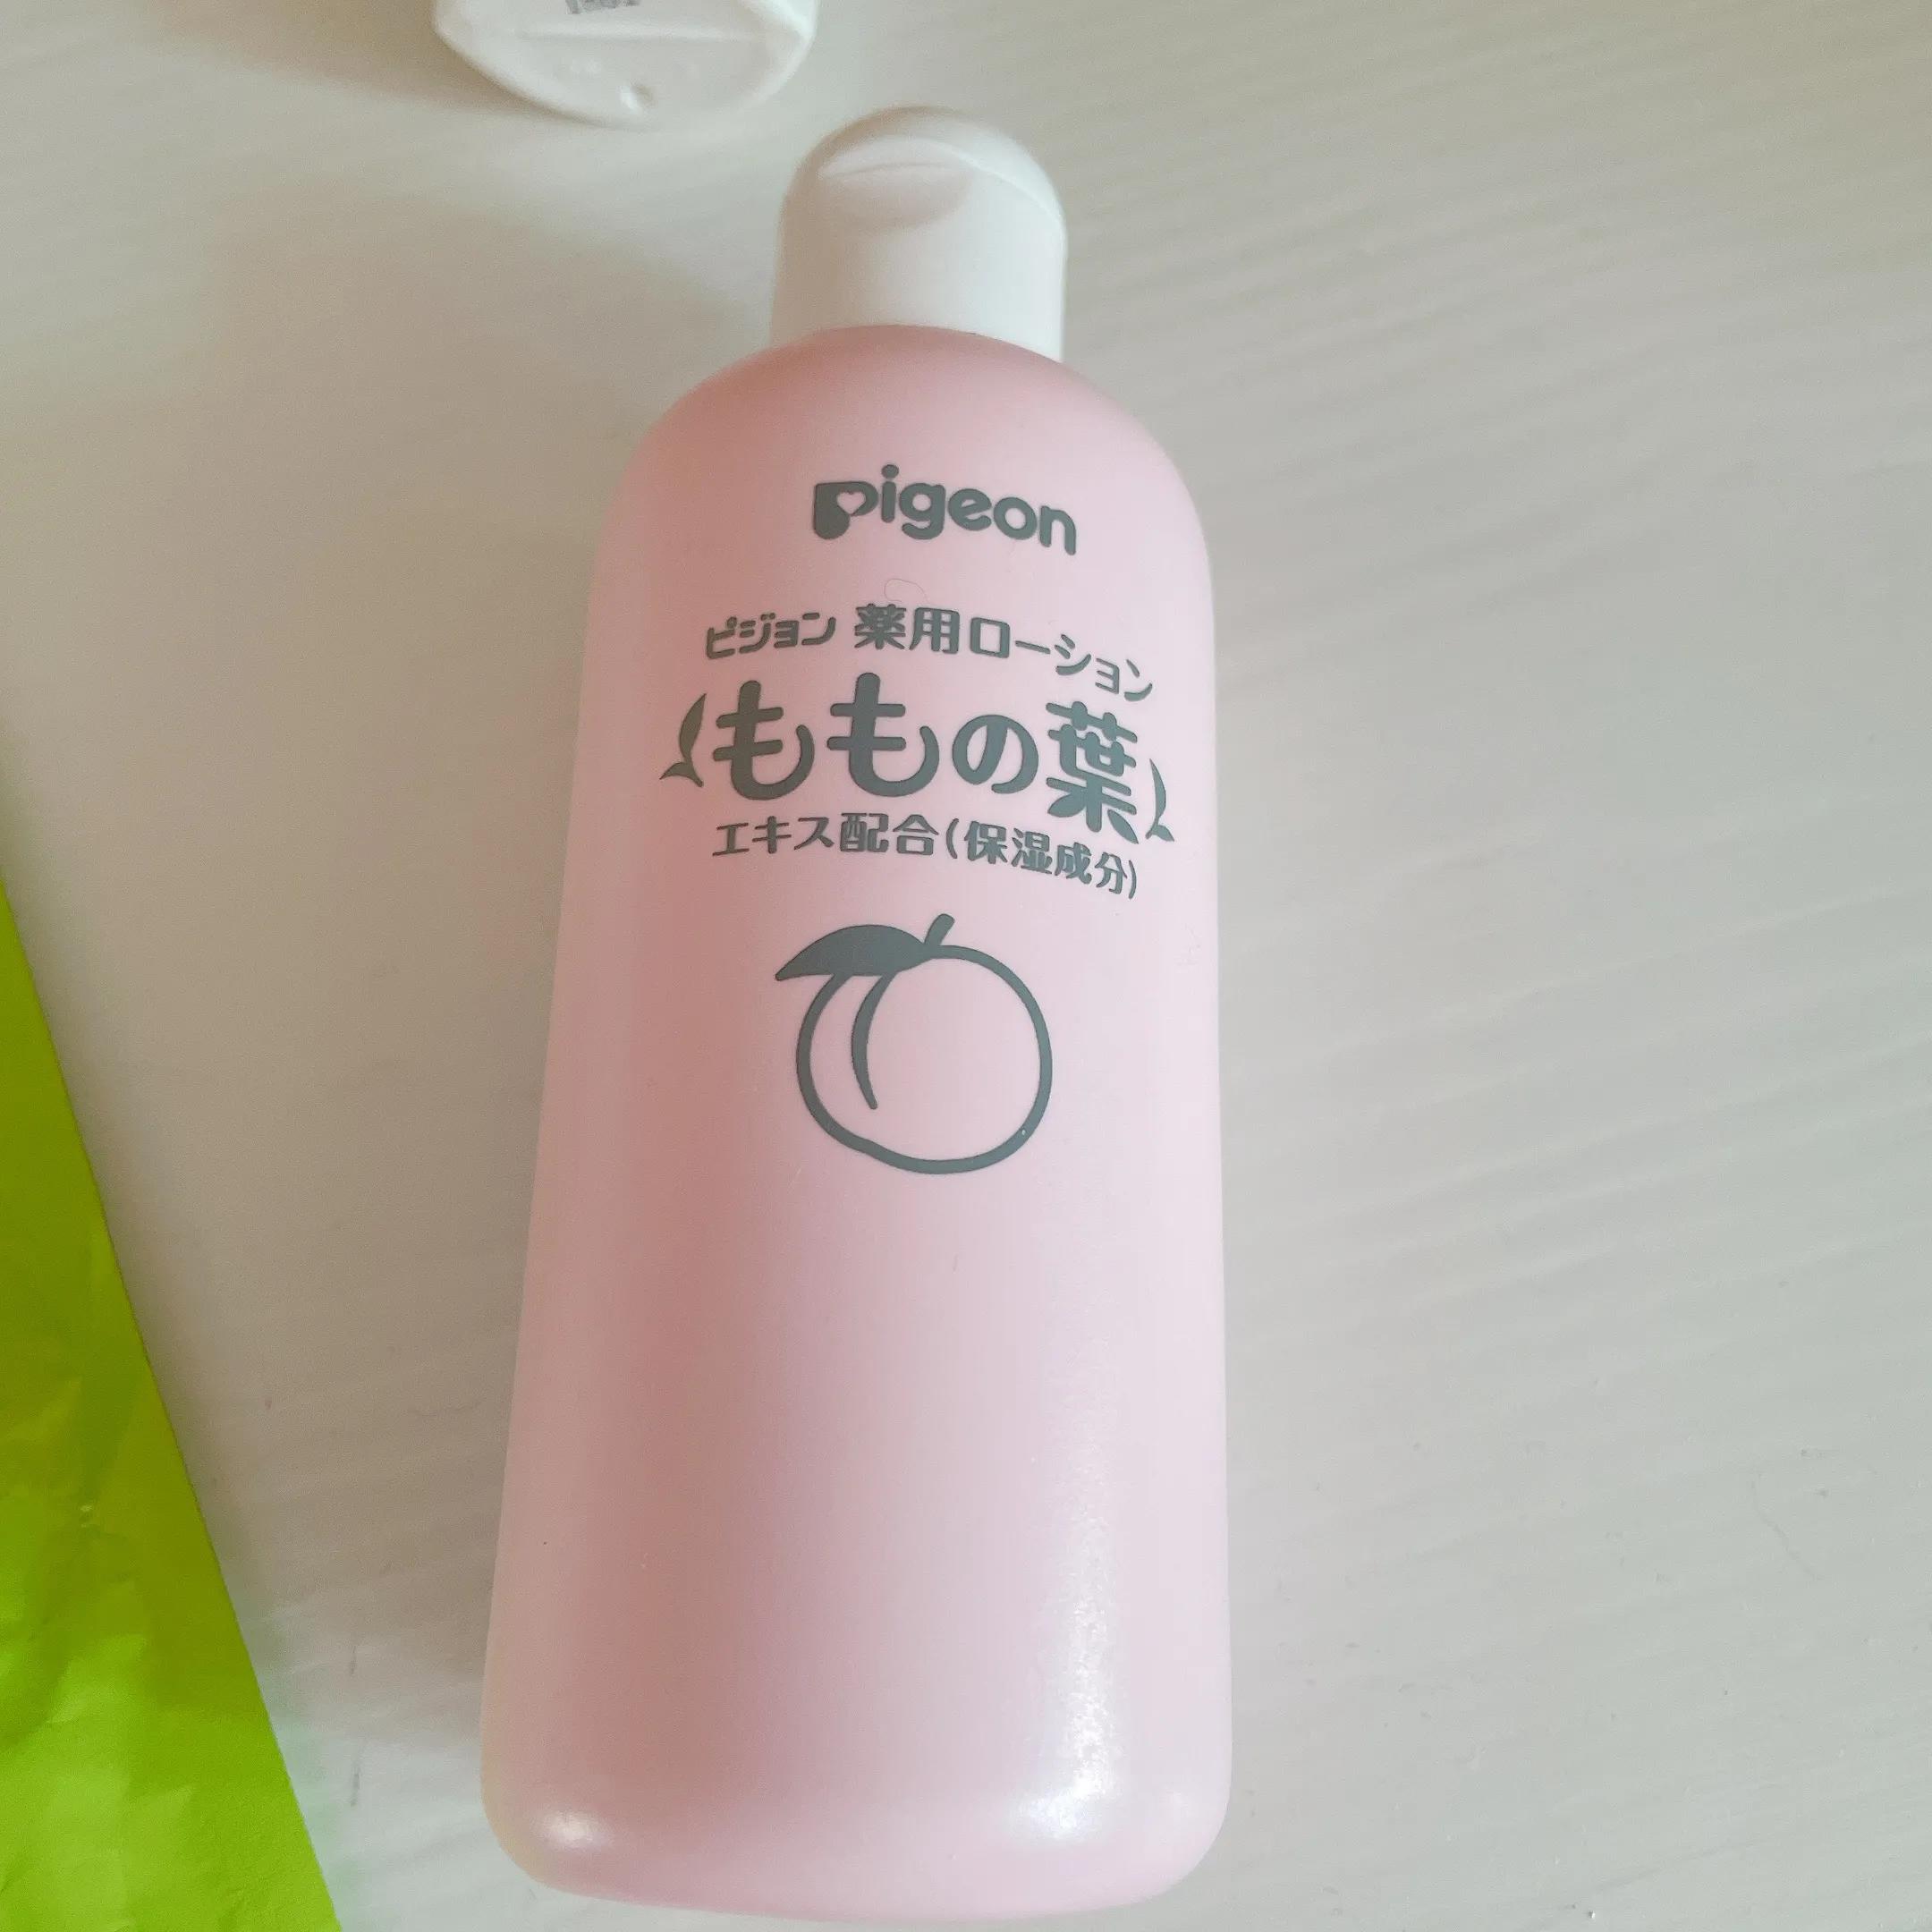 Pigeon
ピジョン 薬用ローション
ももの葉
エキス配合(保湿成分)